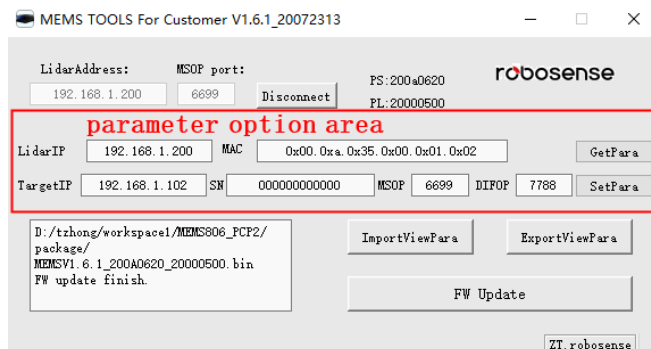 MEMS TOOLS For Customer V1.6.1_20072313
LidarAddress: MSOP port:
robosense
192.168.1.200 6699 Disconnect PS:200a0620
PL:20000500
parameter option area
LidarIP 192.168.1.200 MAC 0x00.0xa.0x35.0x00.0x01.0x02 GetPara
TargetIP 192.168.1.102 SN 000000000000 MSOP 6699 DIFOP 7788 SetPara
D:/tzhong/workspace1/MEMS806_PCP2/
package/
MEMSV1.6.1_200A0620_20000500.bin
FW update finish.
ImportViewPara ExportViewPara
FW Update
ZT.robosense